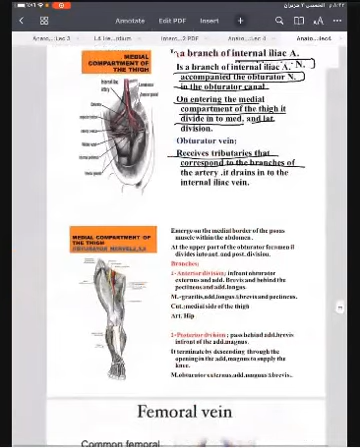 Annotate Edit PDF Insert
MEDIAL
COMPARTMENT OF
THE THIGH
a branch of internal iliac A.
Is a branch of internal iliac A. N.
accompanied the obturator N.
in the obturator canal
On entering the medial
compartment of the thigh it
divide in to med. and lat
division.
Obturator vein:
Receives tributaries that
correspond to the branches of
the artery .it drains in to the
internal iliac vein.
MEDIAL COMPARTMENT OF
THE THIGH
Emerge on the medial border of the psoas
muscle within the abdomen.
At the upper part of the obturator foramen it
divides into ant. and post. division.
Branches:
1-Anterior division: infront obturator
externus and add. Brevis and behind the
pectineus and add.longus.
M.-gracilis,add.longus.brevis and pectineus.
Cut.:medial side of the thigh
Art. Hip
2-Posterior division: pass behind add.brevis
infront of the add.magnus.
It terminate by descending through the
opening in the add.magnus to supply the
knee.
M.obturator externus,add.magnus.brevis.
Femoral vein
Common femoral